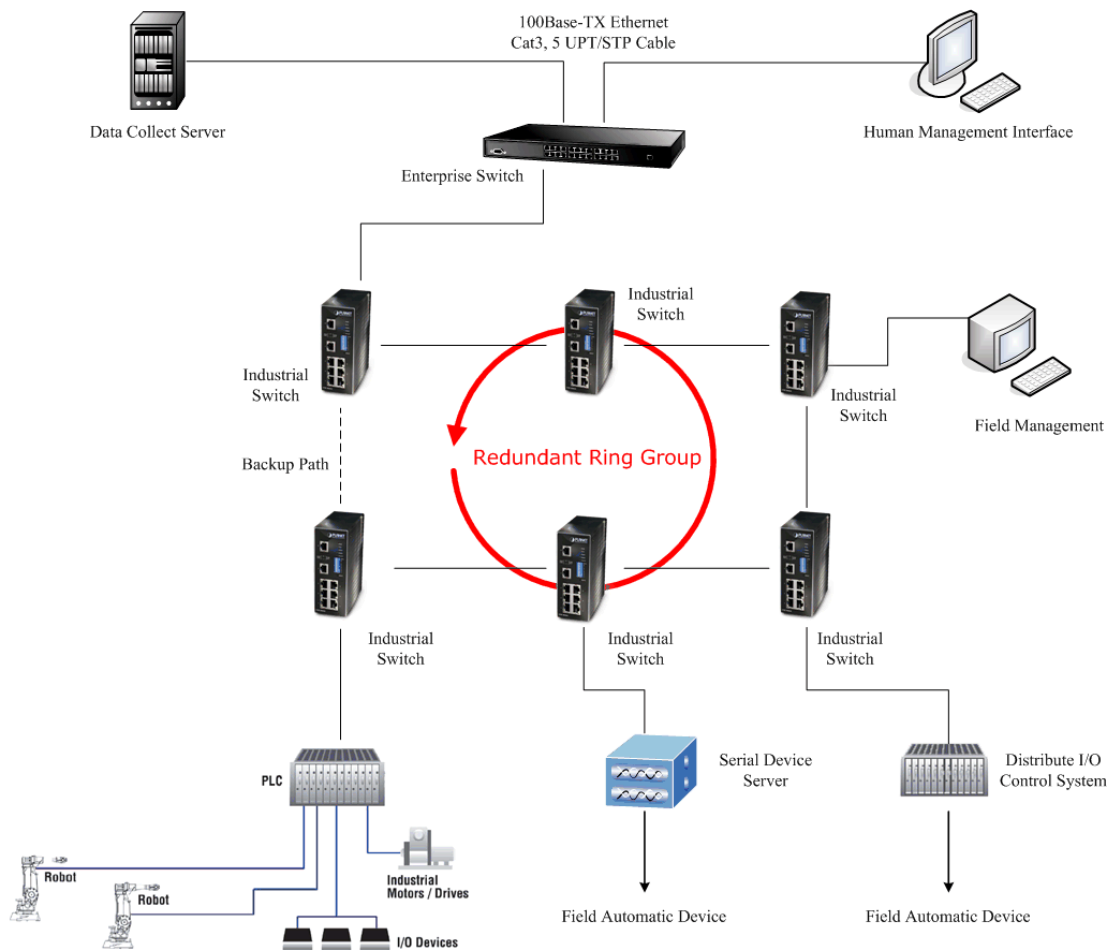 100Base-TX Ethernet
Cat3, 5 UPT/STP Cable
Data Collect Server
Human Management Interface
Enterprise Switch
Industrial
Switch
Industrial
Switch
Industrial
Switch
Field Management
Backup Path
Redundant Ring Group
Industrial
Switch
Industrial
Switch
Industrial
Switch
PLC
Serial Device
Server
Distribute I/O
Control System
Robot
Robot
Industrial
Motors / Drives
I/O Devices
Field Automatic Device
Field Automatic Device